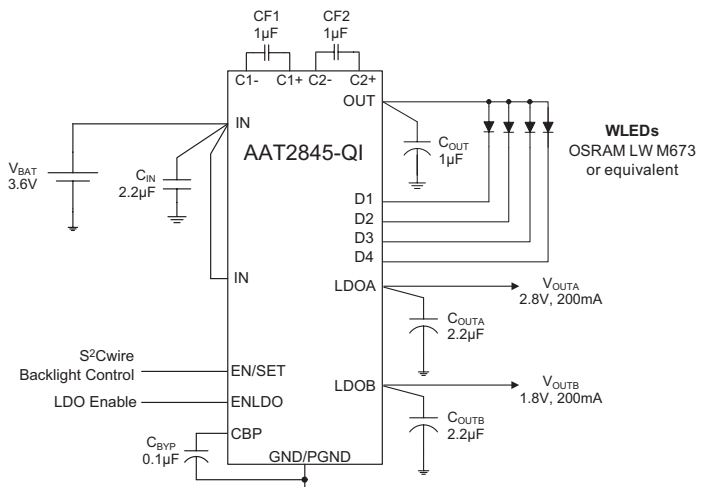 CF1
1µF
CF2
1µF
C1-
C1+
C2-
C2+
OUT
IN
AAT2845-QI
VBAT
3.6V
CIN
2.2µF
COUT
1µF
WLEDs
OSRAM LW M673
or equivalent
D1
D2
D3
D4
IN
LDOA
VOUTA
2.8V, 200mA
COUTA
2.2µF
S²Cwire
Backlight Control
EN/SET
LDO Enable
ENLDO
LDOB
VOUTB
1.8V, 200mA
COUTB
2.2µF
CBYP
0.1µF
CBP
GND/PGND